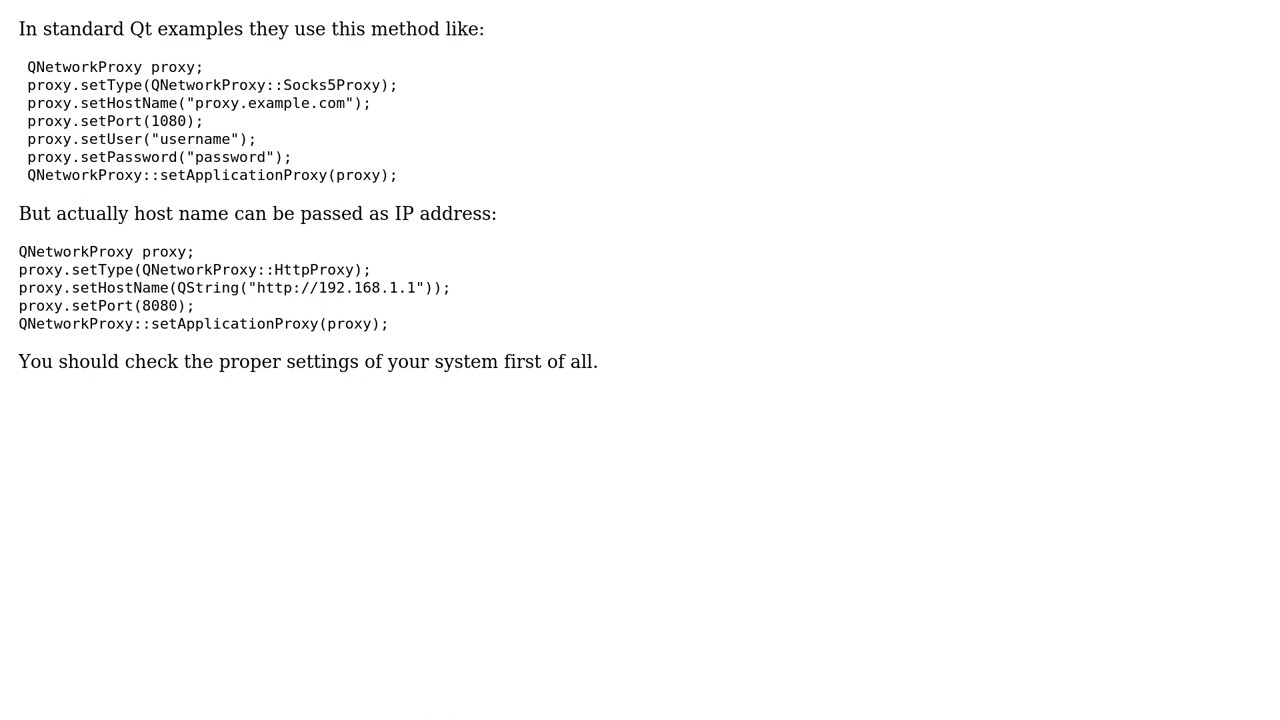 In standard Qt examples they use this method like:
QNetworkProxy proxy;
proxy.setType(QNetworkProxy::Socks5Proxy);
proxy.setHostName("proxy.example.com");
proxy.setPort(1080);
proxy.setUser("username");
proxy.setPassword("password");
QNetworkProxy::setApplicationProxy(proxy);
But actually host name can be passed as IP address:
QNetworkProxy proxy;
proxy.setType(QNetworkProxy::HttpProxy);
proxy.setHostName(QString("http://192.168.1.1"));
proxy.setPort(8080);
QNetworkProxy::setApplicationProxy(proxy);
You should check the proper settings of your system first of all.